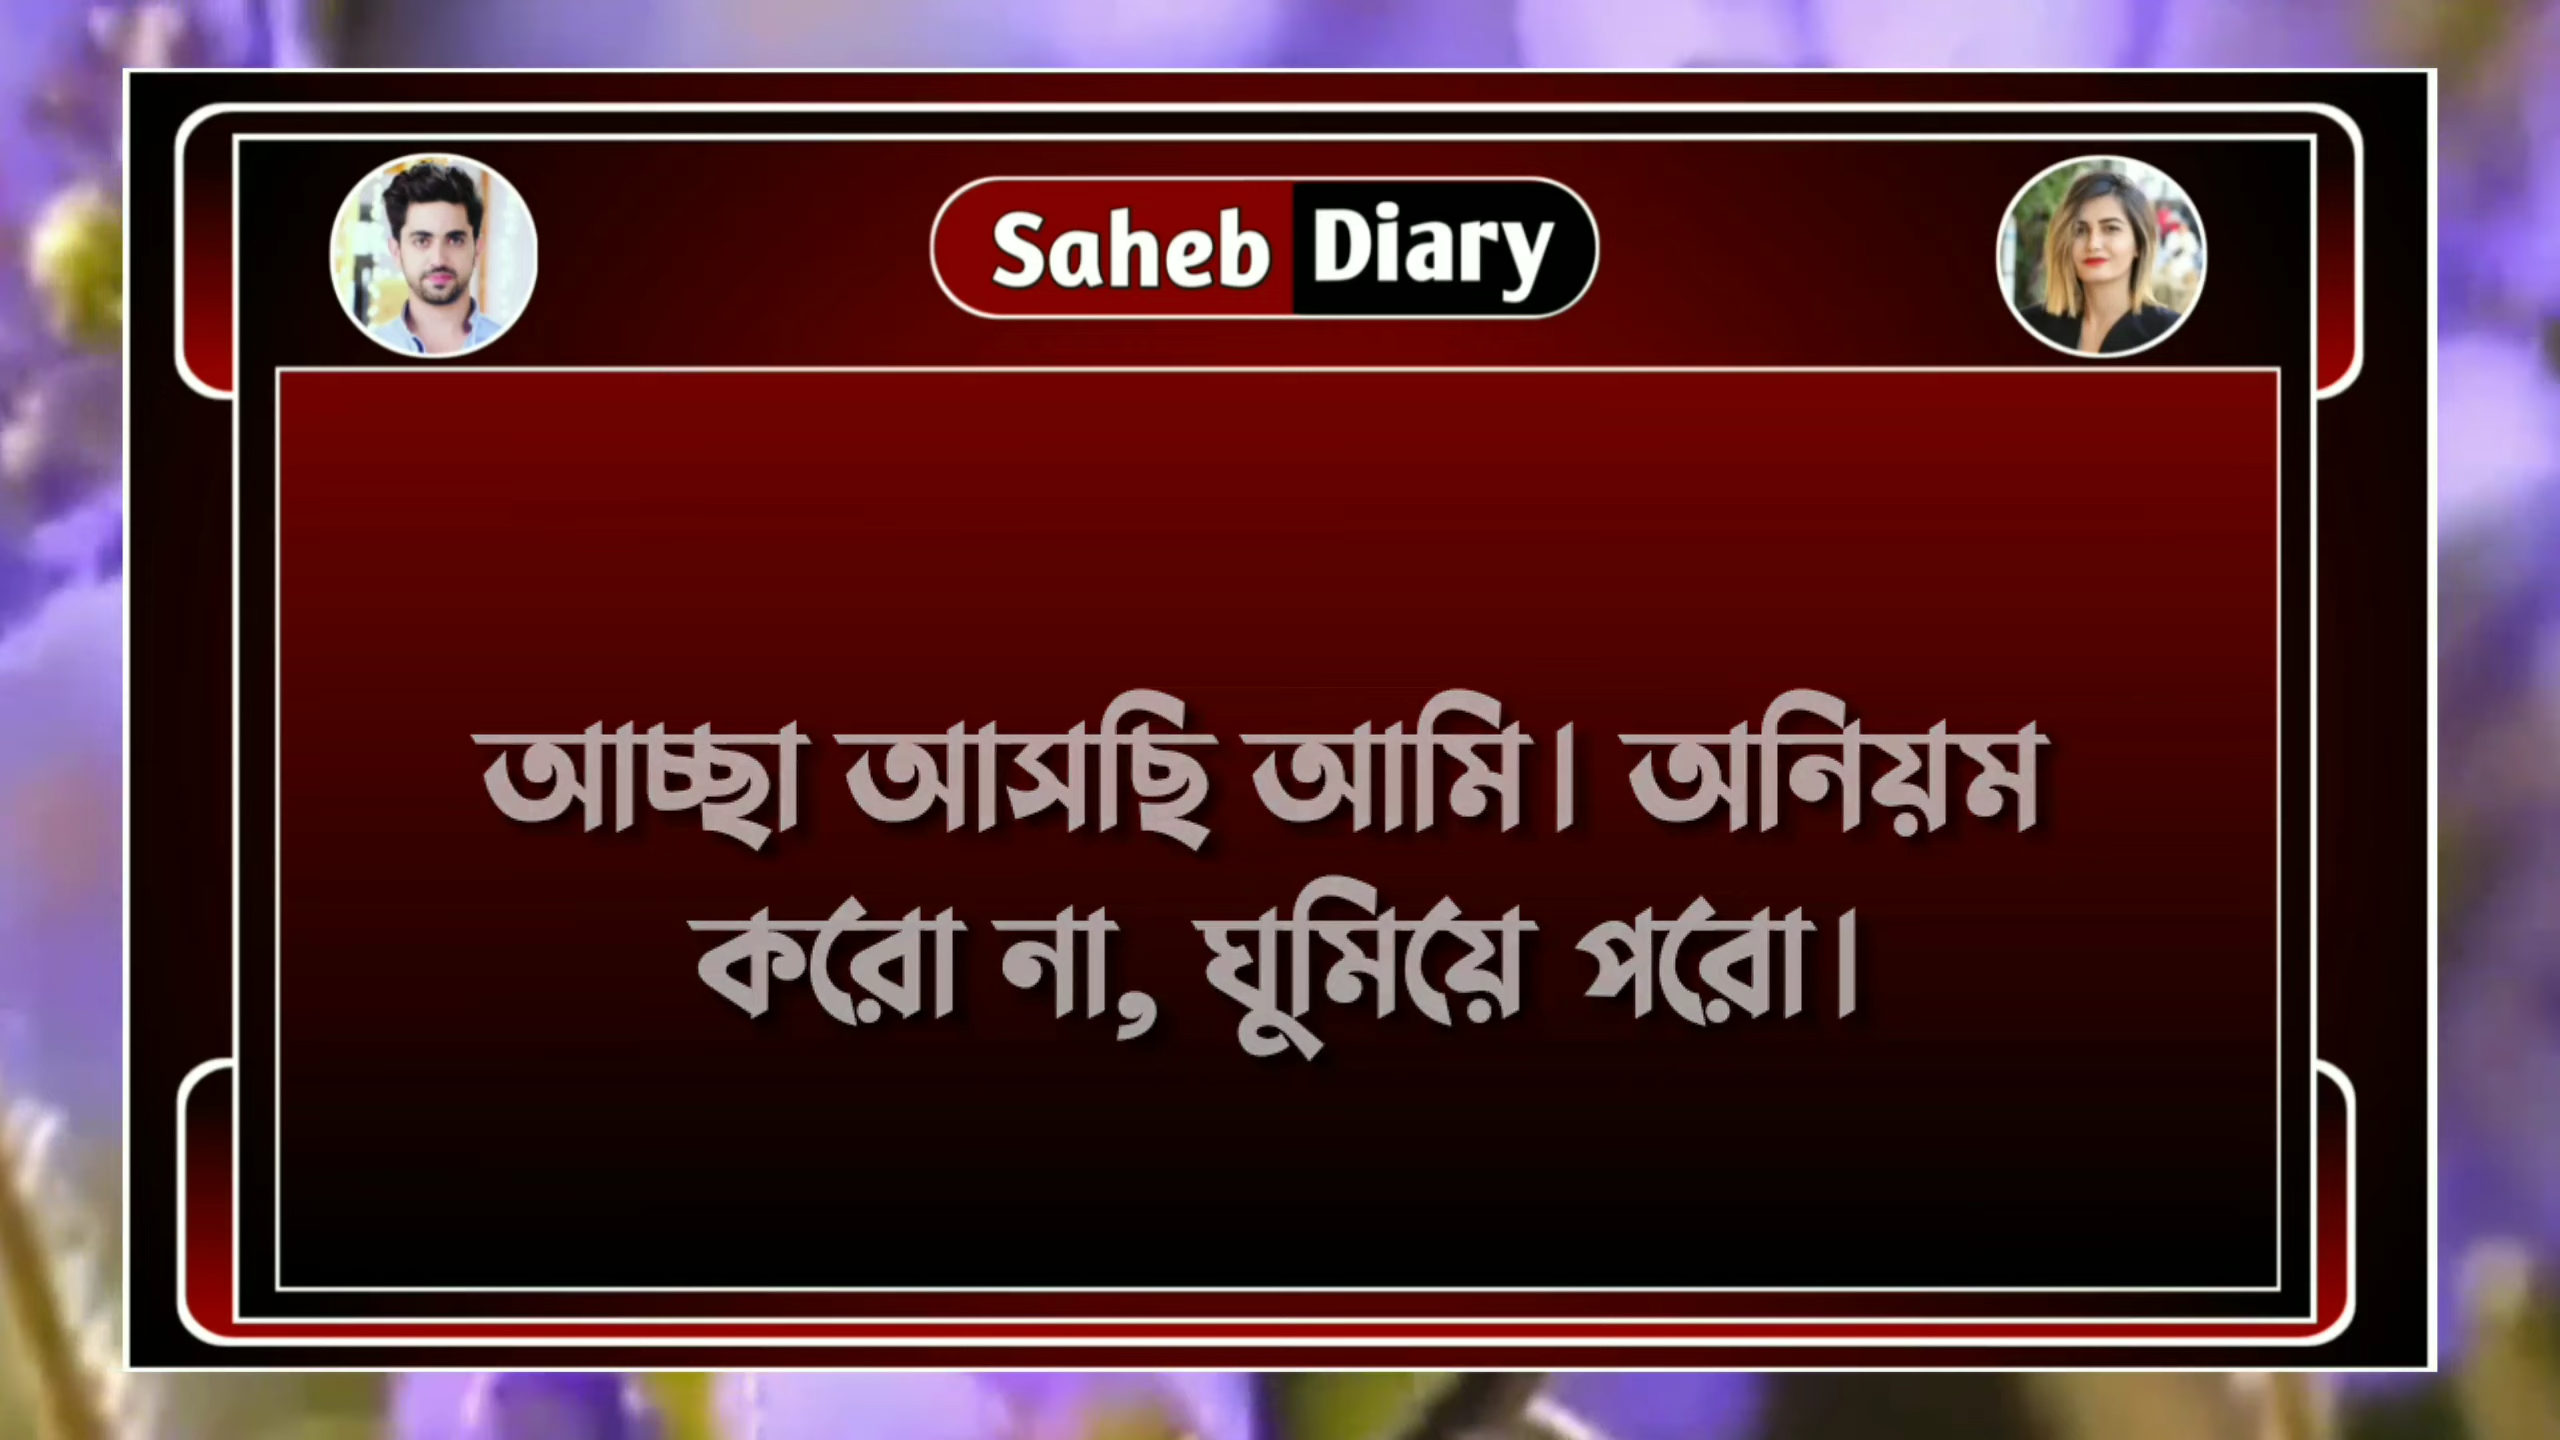 Saheb Diary
আচ্ছা আসছি আমি। অনিয়ম
করো না, ঘুমিয়ে পরো।